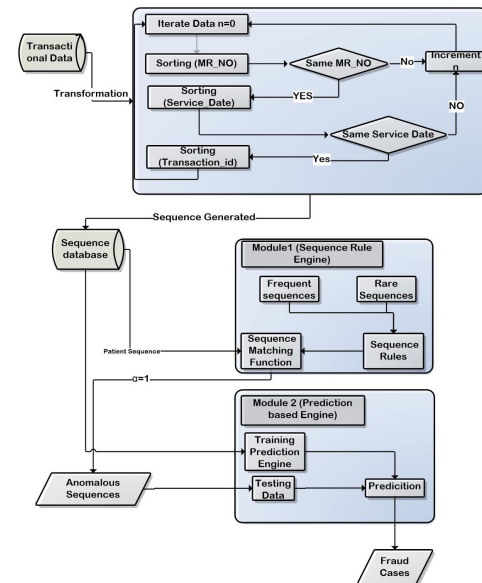 Transacti
onal Data
Transformation
Iterate Data n=0
Sorting (MR_NO)
Same MR_NO
No
Increment
n
YES
Sorting
(Service_Date)
NO
Same Service Date
Yes
Sorting
(Transaction_id)
Sequence Generated
Sequence
database
Module1 (Sequence Rule
Engine)
Frequent
sequences
Rare
Sequences
Patient Sequence
Sequence
Matching
Function
Sequence
Rules
α=1
Module 2 (Prediction
based Engine)
Training
Prediction
Engine
Anomalous
Sequences
Testing
Data
Predicition
Fraud
Cases